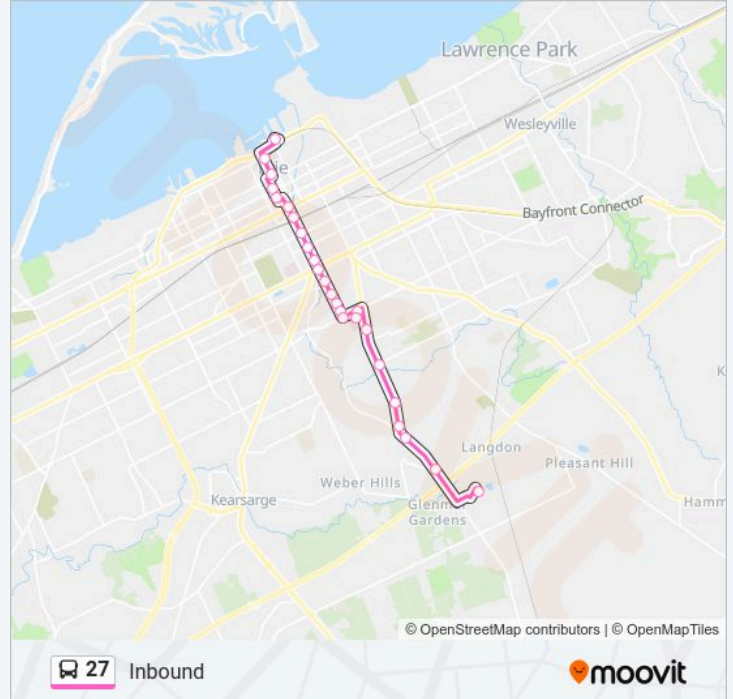 Lawrence Park
Wesleyville
ie
Bayfront Connector
K
Langdon
Pleasant Hill
Weber Hills
Kearsarge
Hamm
Glenw
Gardens
© OpenStreetMap contributors | © OpenMapTiles
27 Inbound
moovit